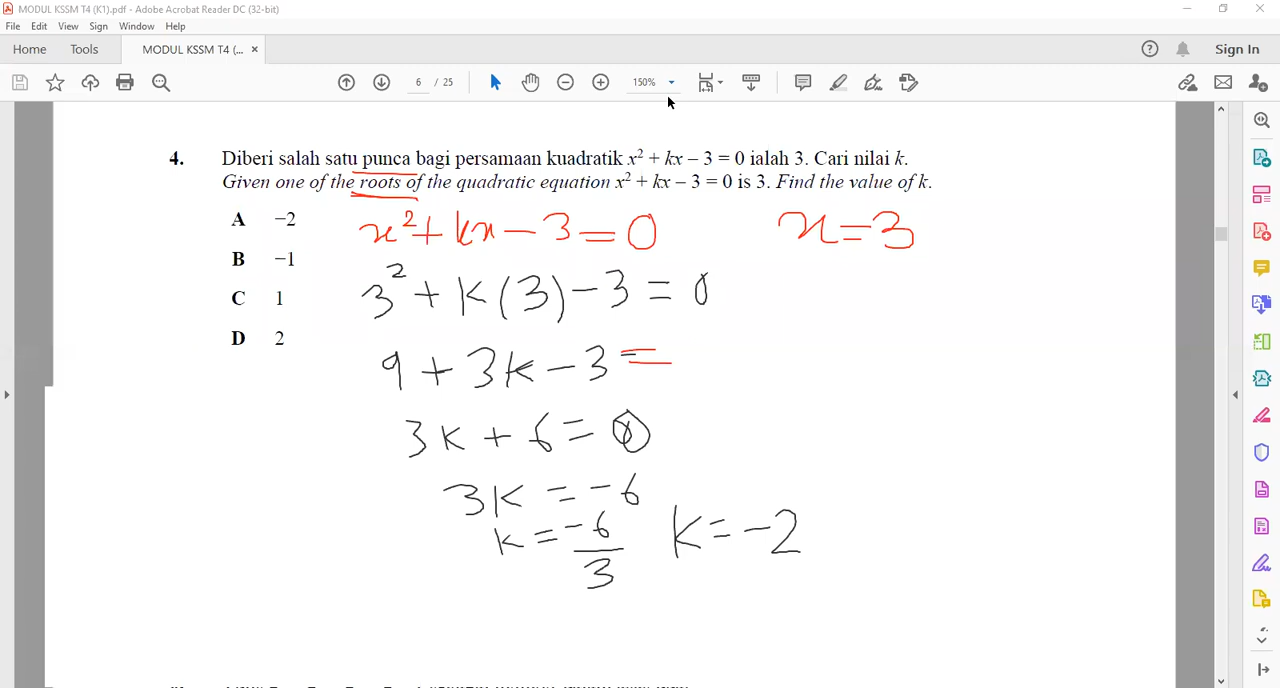 MODUL KSSM T4 (K1).pdf - Adobe Acrobat Reader DC (32-bit)
File Edit View Sign Window Help
Home Tools MODUL KSSM T4 (... × Sign In
6 / 25 150%
4. Diberi salah satu punca bagi persamaan kuadratik x² + kx – 3 = 0 ialah 3. Cari nilai k.
Given one of the roots of the quadratic equation x² + kx – 3 = 0 is 3. Find the value of k.
A −2
x² + kx − 3 = 0 x = 3
B −1
3² + k(3) − 3 = 0
C 1
D 2
9 + 3k − 3 =
3k + 6 = 0
3k = −6
k = −6/3 k = −2